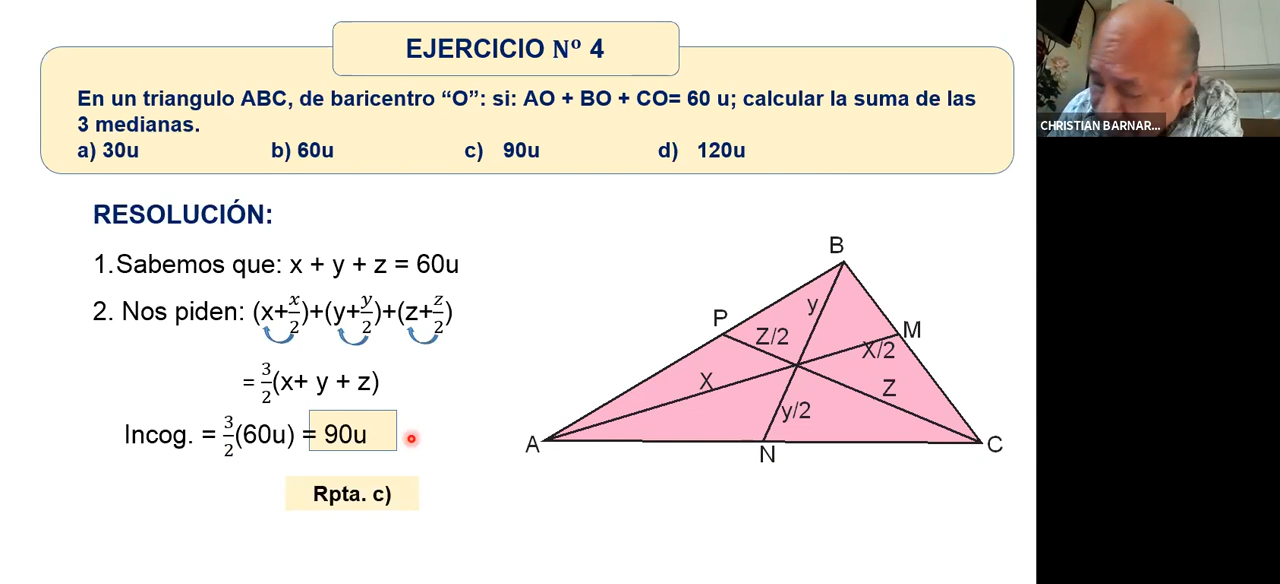 EJERCICIO Nº 4
En un triangulo ABC, de baricentro “O”: si: AO + BO + CO= 60 u; calcular la suma de las
3 medianas.
a) 30u b) 60u c) 90u d) 120u
RESOLUCIÓN:
1.Sabemos que: x + y + z = 60u
2. Nos piden: (x+x/2)+(y+y/2)+(z+z/2)
= 3/2(x+ y + z)
Incog. = 3/2(60u) = 90u
Rpta. c)
B
P
y
M
Z/2
X/2
X
Z
y/2
A
N
C
CHRISTIAN BARNAR...